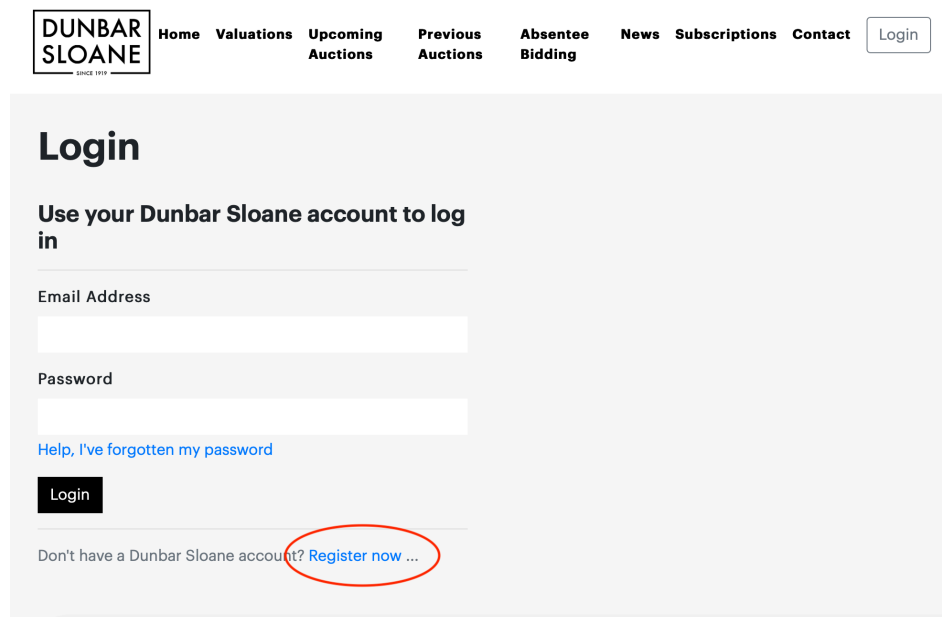 DUNBAR
SLOANE
SINCE 1919
Home Valuations Upcoming Auctions Previous Auctions Absentee Bidding News Subscriptions Contact Login
Login
Use your Dunbar Sloane account to log
in
Email Address
Password
Help, I've forgotten my password
Login
Don't have a Dunbar Sloane account? Register now ...